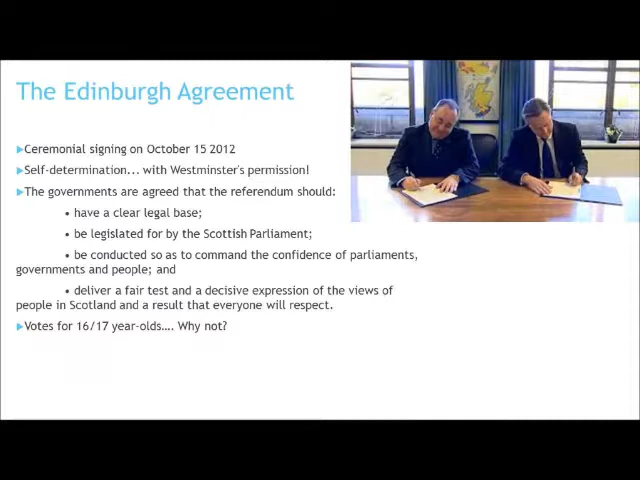 The Edinburgh Agreement
▶Ceremonial signing on October 15 2012
▶Self-determination... with Westminster's permission!
▶The governments are agreed that the referendum should:
• have a clear legal base;
• be legislated for by the Scottish Parliament;
• be conducted so as to command the confidence of parliaments,
governments and people; and
• deliver a fair test and a decisive expression of the views of
people in Scotland and a result that everyone will respect.
▶Votes for 16/17 year-olds.... Why not?